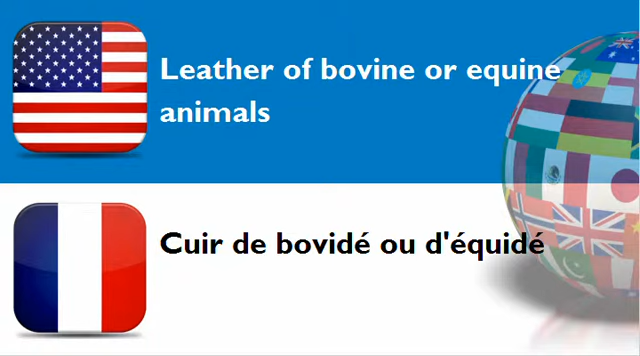 Leather of bovine or equine
animals
Cuir de bovidé ou d'équidé